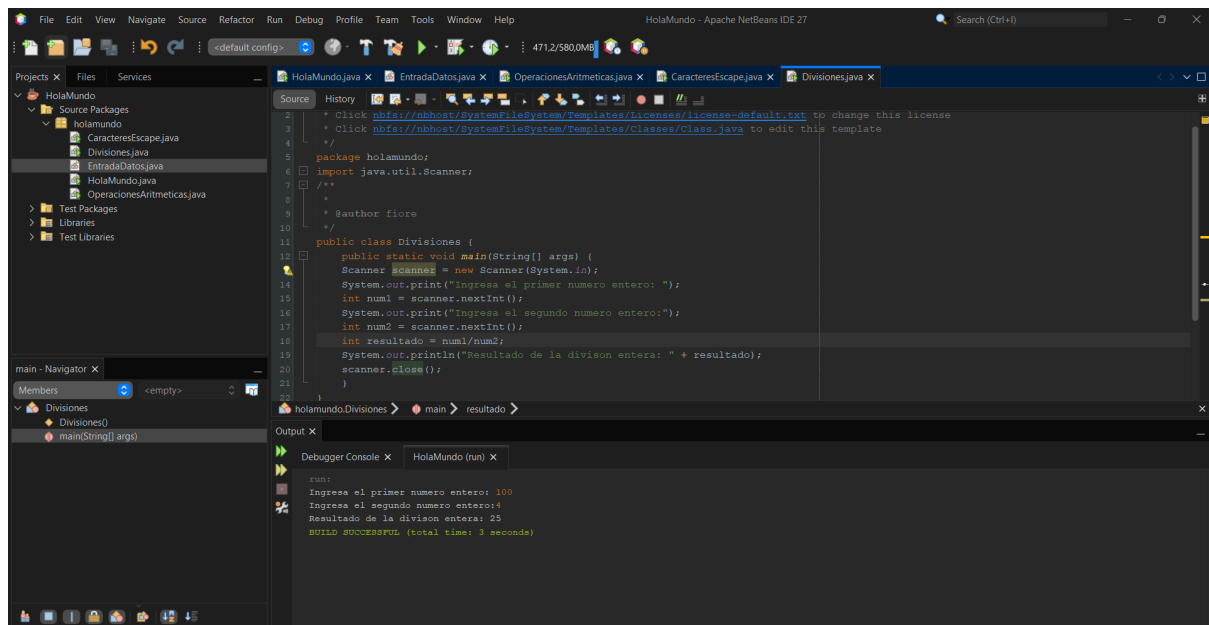 File Edit View Navigate Source Refactor Run Debug Profile Team Tools Window Help
HolaMundo - Apache NetBeans IDE 27
Search (Ctrl+I)
<default config>
471,2/580,0MB
Projects
Files
Services
HolaMundo
Source Packages
holamundo
CaracteresEscape.java
Divisiones.java
EntradaDatos.java
HolaMundo.java
OperacionesAritmeticas.java
Test Packages
Libraries
Test Libraries
main - Navigator
Members
<empty>
Divisiones
Divisiones()
main(String[] args)
HolaMundo.java
EntradaDatos.java
OperacionesAritmeticas.java
CaracteresEscape.java
Divisiones.java
Source
History
2 * Click nbfs://nbhost/SystemFileSystem/Templates/Licenses/license-default.txt to change this license
3 * Click nbfs://nbhost/SystemFileSystem/Templates/Classes/Class.java to edit this template
4 */
5 package holamundo;
6 import java.util.Scanner;
7 /**
8 *
9 * @author fiore
10 */
11 public class Divisiones {
12 public static void main(String[] args) {
Scanner scanner = new Scanner(System.in);
14 System.out.print("Ingresa el primer numero entero: ");
15 int num1 = scanner.nextInt();
16 System.out.print("Ingresa el segundo numero entero:");
17 int num2 = scanner.nextInt();
18 int resultado = num1/num2;
19 System.out.println("Resultado de la divison entera: " + resultado);
20 scanner.close();
21 }
22 }
holamundo.Divisiones
main
resultado
Output
Debugger Console
HolaMundo (run)
run:
Ingresa el primer numero entero: 100
Ingresa el segundo numero entero:4
Resultado de la divison entera: 25
BUILD SUCCESSFUL (total time: 3 seconds)